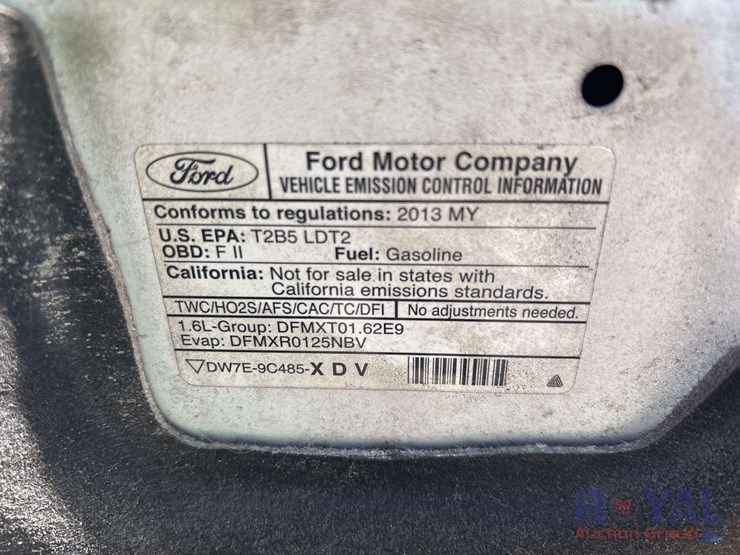 Ford
Ford Motor Company
VEHICLE EMISSION CONTROL INFORMATION
Conforms to regulations: 2013 MY
U.S. EPA: T2B5 LDT2
OBD: F II Fuel: Gasoline
California: Not for sale in states with
California emissions standards.
TWC/HO2S/AFS/CAC/TC/DFI No adjustments needed.
1.6L-Group: DFMXT01.62E9
Evap: DFMXR0125NBV
DW7E-9C485-X D V
ROYAL
Auction Group